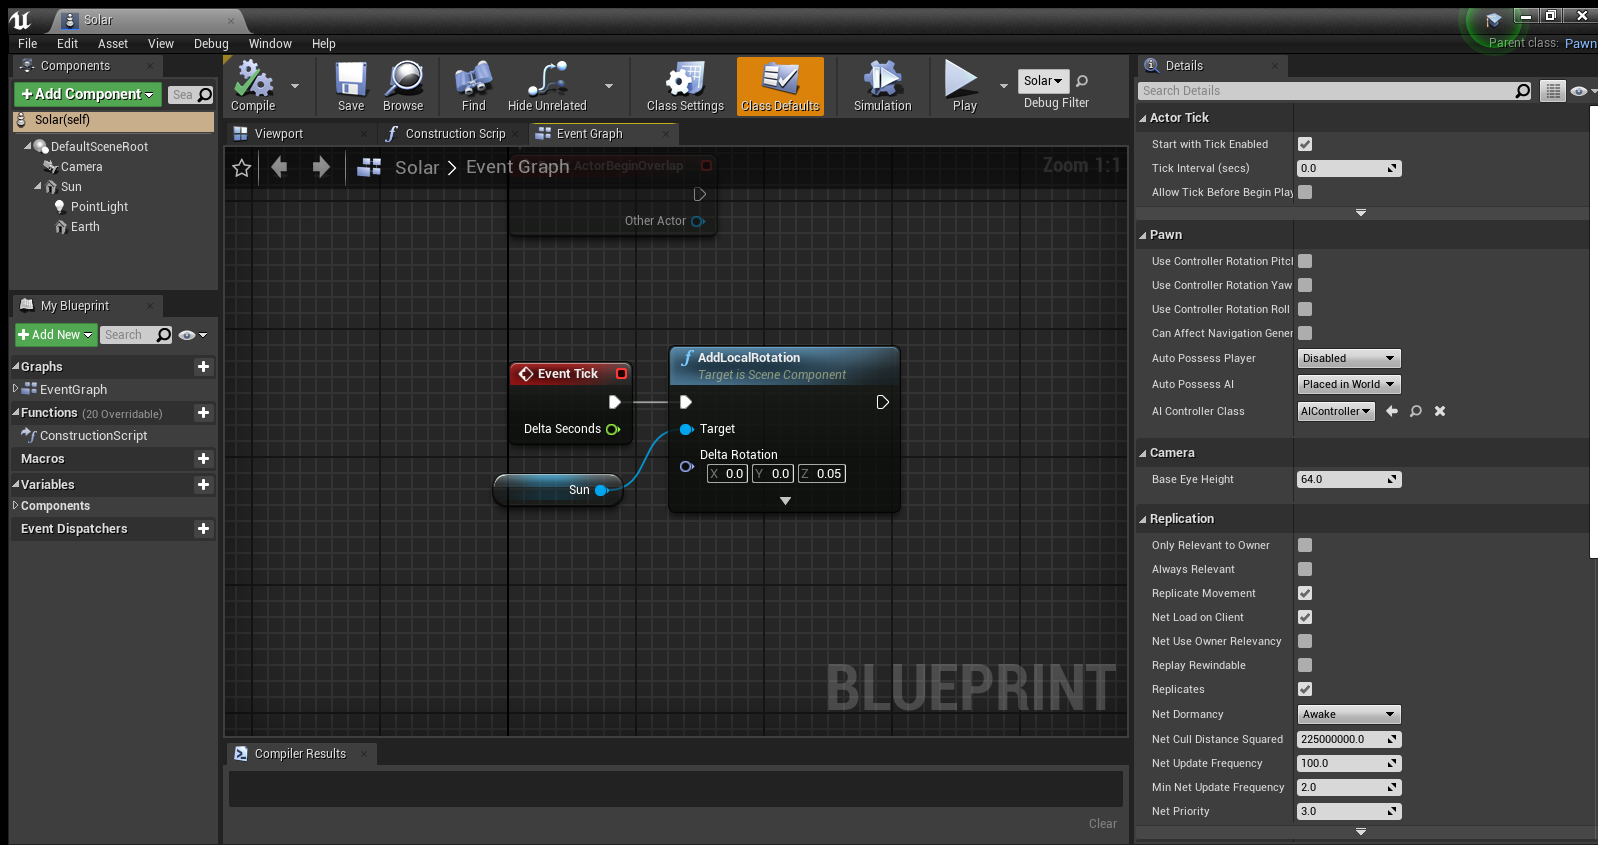 Solar
Parent class: Pawn
File Edit Asset View Debug Window Help
Components
+ Add Component
Sea
Solar(self)
DefaultSceneRoot
Camera
Sun
PointLight
Earth
My Blueprint
+ Add New
Search
Graphs
EventGraph
Functions (20 Overridable)
ConstructionScript
Macros
Variables
Components
Event Dispatchers
Compile Save Browse Find Hide Unrelated Class Settings Class Defaults Simulation Play
Solar
Debug Filter
Viewport
Construction Scrip
Event Graph
Solar > Event Graph
ActorBeginOverlap
Zoom 1:1
Other Actor
Event Tick
Delta Seconds
Sun
AddLocalRotation
Target is Scene Component
Target
Delta Rotation
X 0.0 Y 0.0 Z 0.05
BLUEPRINT
Compiler Results
Clear
Details
Search Details
Actor Tick
Start with Tick Enabled
Tick Interval (secs) 0.0
Allow Tick Before Begin Play
Pawn
Use Controller Rotation Pitcl
Use Controller Rotation Yaw
Use Controller Rotation Roll
Can Affect Navigation Gener
Auto Possess Player Disabled
Auto Possess AI Placed in World
AI Controller Class AIController
Camera
Base Eye Height 64.0
Replication
Only Relevant to Owner
Always Relevant
Replicate Movement
Net Load on Client
Net Use Owner Relevancy
Replay Rewindable
Replicates
Net Dormancy Awake
Net Cull Distance Squared 225000000.0
Net Update Frequency 100.0
Min Net Update Frequency 2.0
Net Priority 3.0